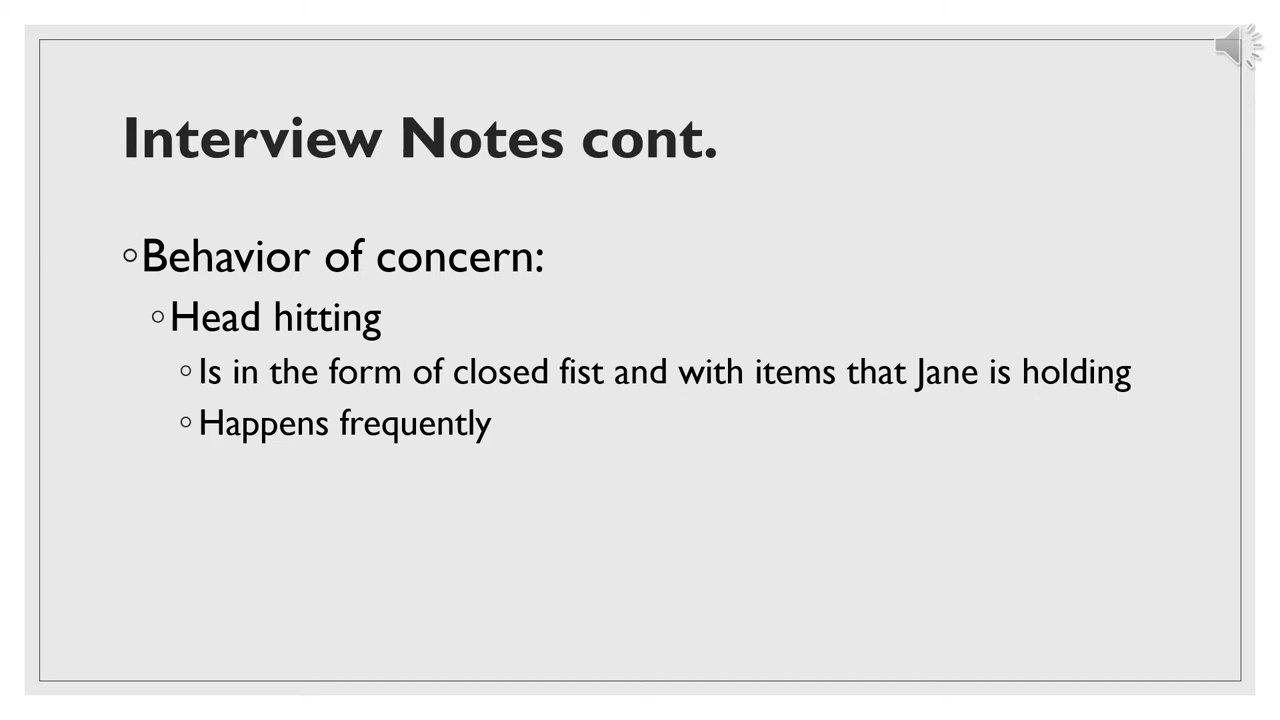 Interview Notes cont.
◦Behavior of concern:
◦Head hitting
◦Is in the form of closed fist and with items that Jane is holding
◦Happens frequently